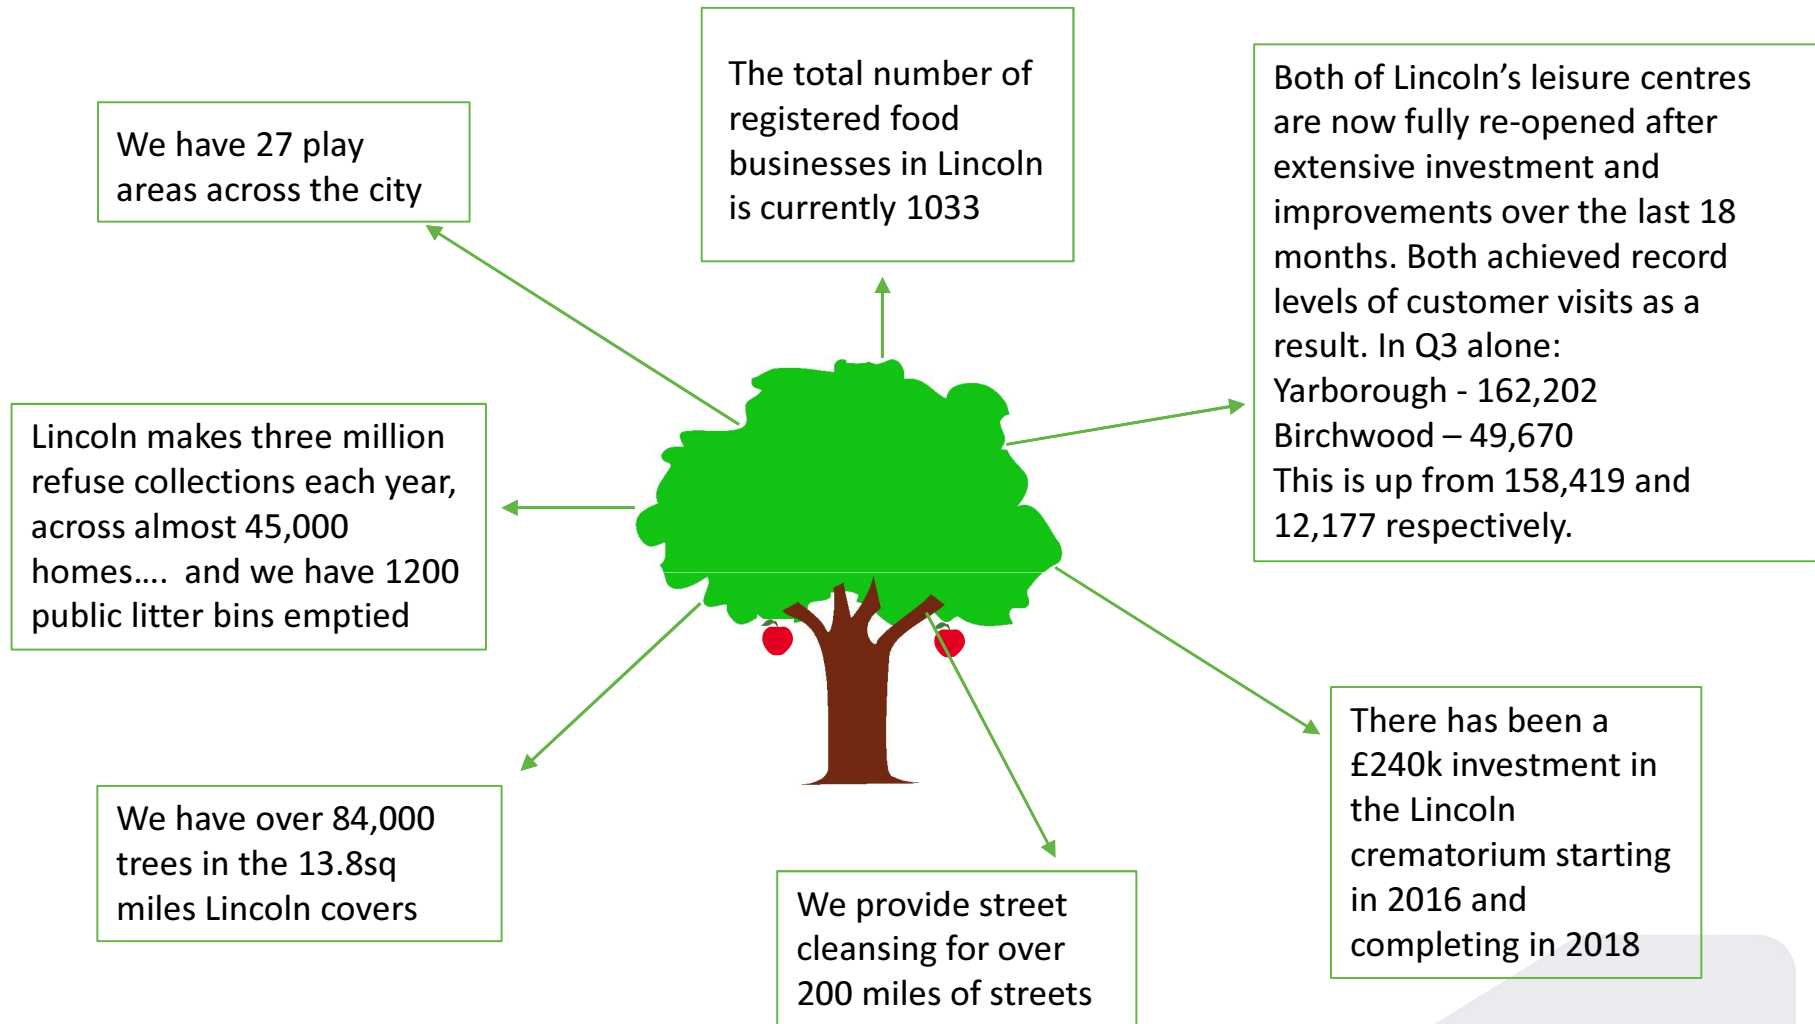 We have 27 play
areas across the city
The total number of
registered food
businesses in Lincoln
is currently 1033
Both of Lincoln’s leisure centres
are now fully re-opened after
extensive investment and
improvements over the last 18
months. Both achieved record
levels of customer visits as a
result. In Q3 alone:
Yarborough - 162,202
Birchwood – 49,670
This is up from 158,419 and
12,177 respectively.
Lincoln makes three million
refuse collections each year,
across almost 45,000
homes…. and we have 1200
public litter bins emptied
We have over 84,000
trees in the 13.8sq
miles Lincoln covers
We provide street
cleansing for over
200 miles of streets
There has been a
£240k investment in
the Lincoln
crematorium starting
in 2016 and
completing in 2018